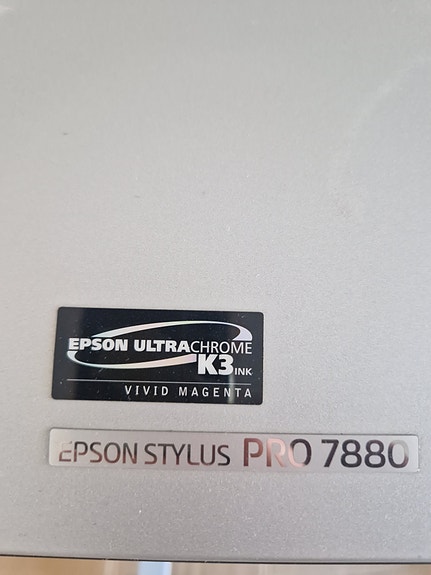 EPSON ULTRACHROME
K3 INK
VIVID MAGENTA
EPSON STYLUS PRO 7880